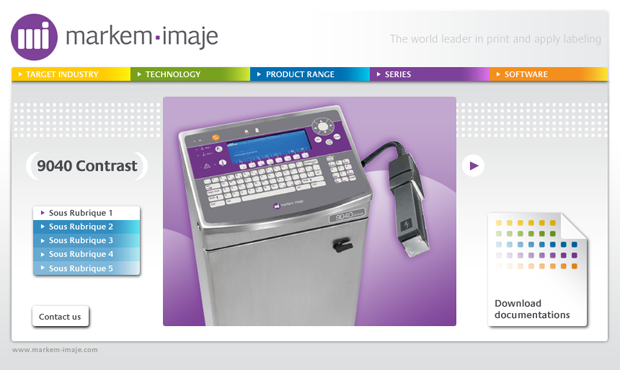 markem·imaje
The world leader in print and apply labeling
TARGET INDUSTRY
TECHNOLOGY
PRODUCT RANGE
SERIES
SOFTWARE
9040 Contrast
Sous Rubrique 1
Sous Rubrique 2
Sous Rubrique 3
Sous Rubrique 4
Sous Rubrique 5
markem·imaje
9040
Contact us
Download
documentations
www.markem-imaje.com